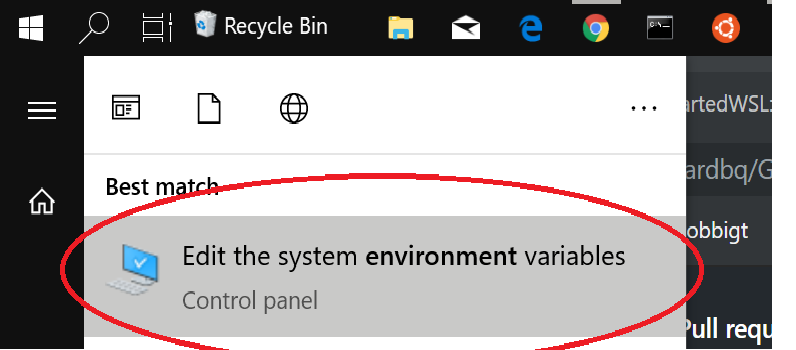 Recycle Bin
artedWSL
Best match
ardbq/G
Edit the system environment variables
obbigt
Control panel
Pull requ